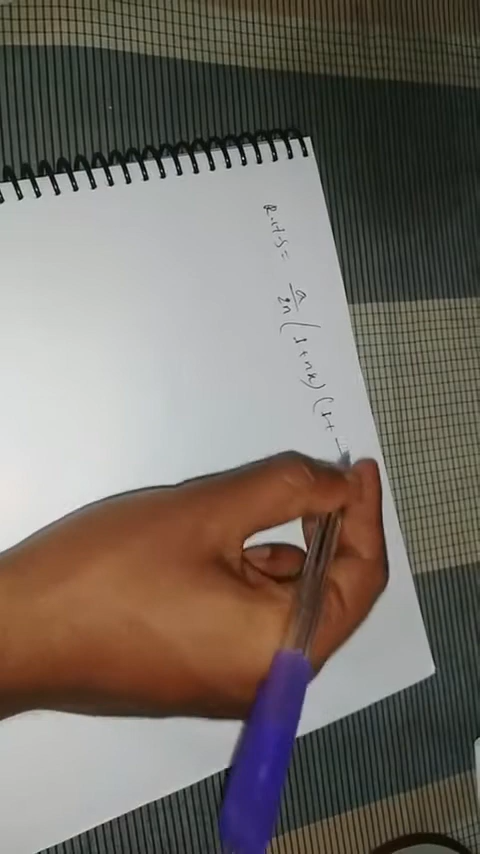 R.H.S = a/2n (1+nx) (1+